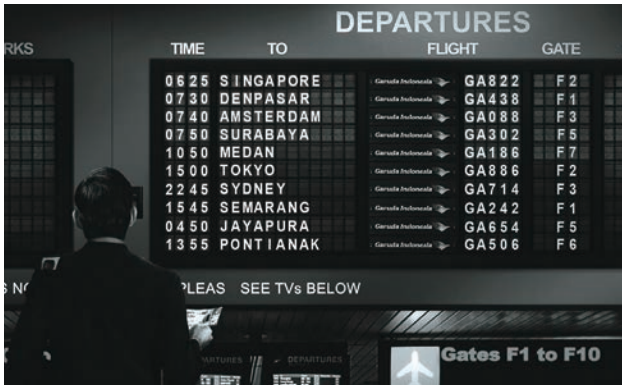 DEPARTURES
RKS TIME TO FLIGHT GATE
0625 SINGAPORE Garuda Indonesia GA822 F2
0730 DENPASAR Garuda Indonesia GA438 F1
0740 AMSTERDAM Garuda Indonesia GA088 F3
0750 SURABAYA Garuda Indonesia GA302 F5
1050 MEDAN Garuda Indonesia GA186 F7
1500 TOKYO Garuda Indonesia GA886 F2
2245 SYDNEY Garuda Indonesia GA714 F3
1545 SEMARANG Garuda Indonesia GA242 F1
0450 JAYAPURA Garuda Indonesia GA654 F5
1355 PONTIANAK Garuda Indonesia GA506 F6
PLEAS SEE TVs BELOW
DEPARTURES
Gates F1 to F10